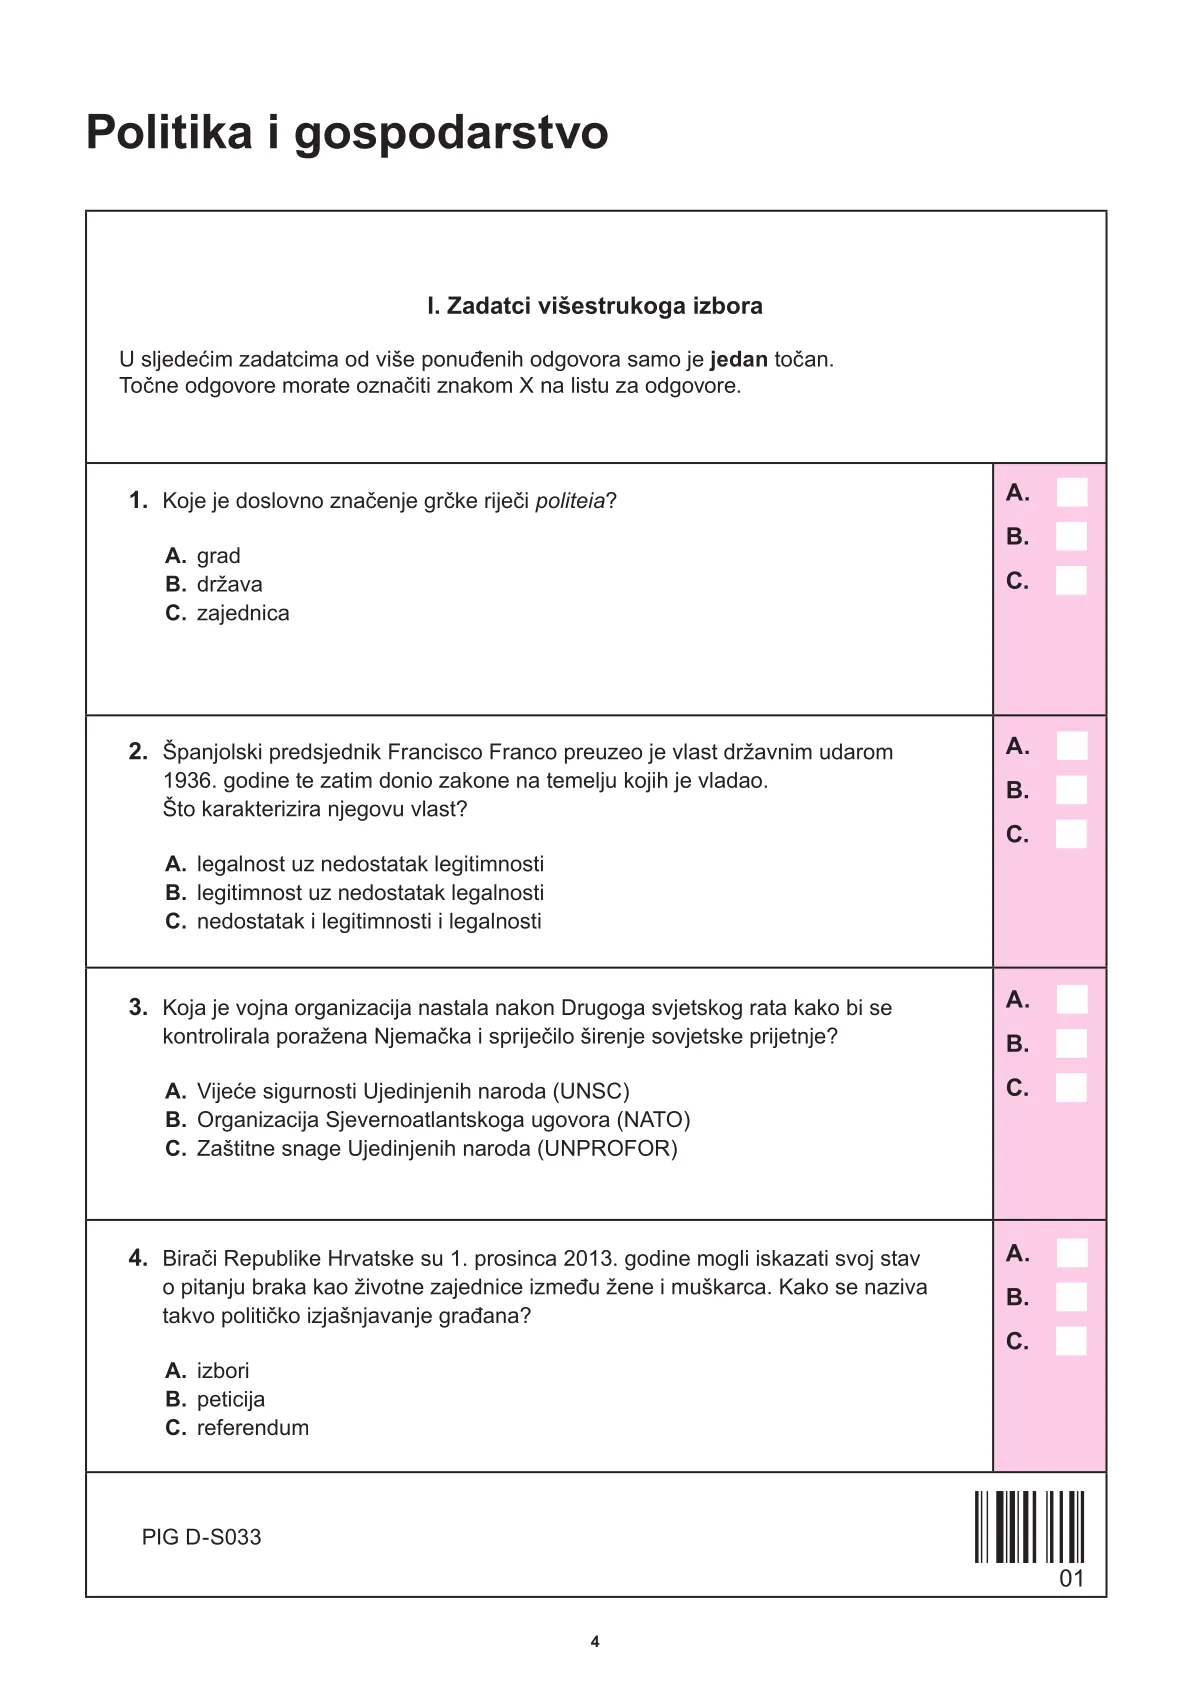 Politika i gospodarstvo
I. Zadatci višestrukoga izbora
U sljedećim zadatcima od više ponuđenih odgovora samo je jedan točan.
Točne odgovore morate označiti znakom X na listu za odgovore.
1. Koje je doslovno značenje grčke riječi politeia?
A. grad
B. država
C. zajednica
A.
B.
C.
2. Španjolski predsjednik Francisco Franco preuzeo je vlast državnim udarom
1936. godine te zatim donio zakone na temelju kojih je vladao.
Što karakterizira njegovu vlast?
A. legalnost uz nedostatak legitimnosti
B. legitimnost uz nedostatak legalnosti
C. nedostatak i legitimnosti i legalnosti
A.
B.
C.
3. Koja je vojna organizacija nastala nakon Drugoga svjetskog rata kako bi se
kontrolirala poražena Njemačka i spriječilo širenje sovjetske prijetnje?
A. Vijeće sigurnosti Ujedinjenih naroda (UNSC)
B. Organizacija Sjevernoatlantskoga ugovora (NATO)
C. Zaštitne snage Ujedinjenih naroda (UNPROFOR)
A.
B.
C.
4. Birači Republike Hrvatske su 1. prosinca 2013. godine mogli iskazati svoj stav
o pitanju braka kao životne zajednice između žene i muškarca. Kako se naziva
takvo političko izjašnjavanje građana?
A. izbori
B. peticija
C. referendum
A.
B.
C.
PIG D-S033
01
4